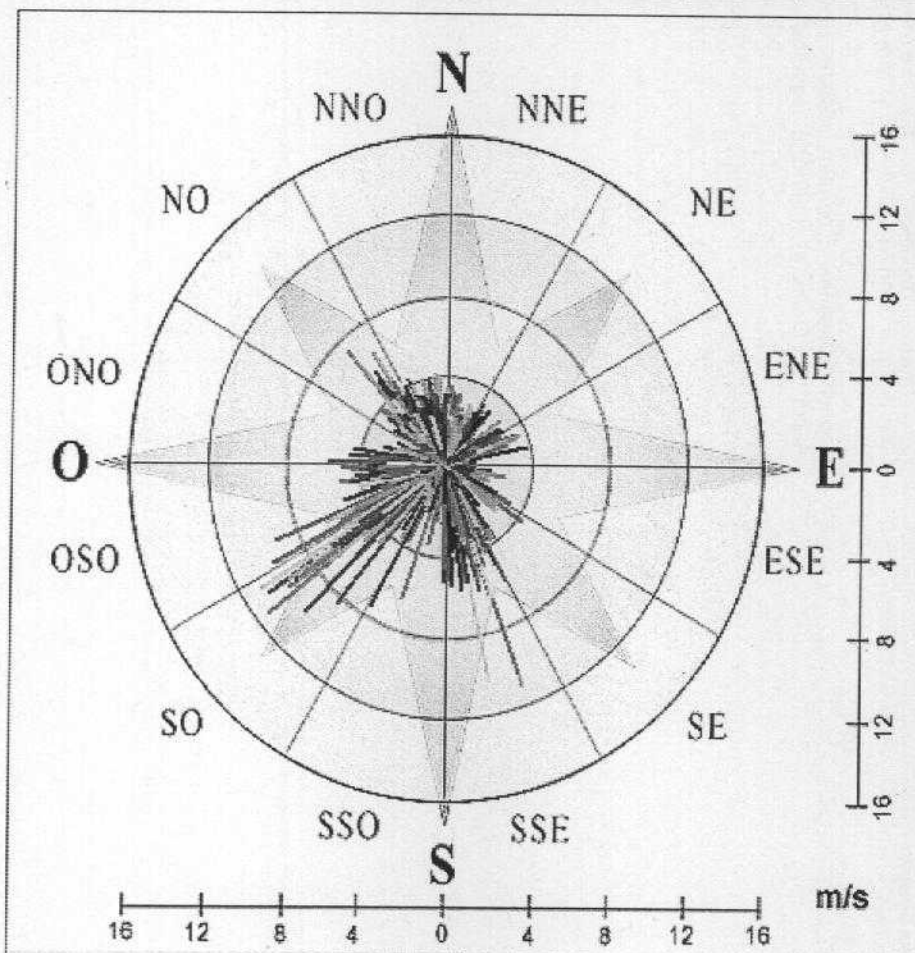 N
NNO NNE
NO NE
ONO ENE
O E
OSO ESE
SO SE
SSO SSE
S
16
12
8
4
0
4
8
12
16
m/s
16 12 8 4 0 4 8 12 16